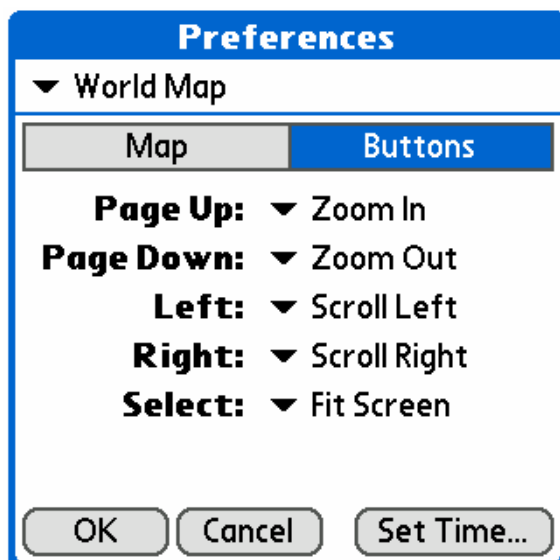 Preferences
World Map
Map Buttons
Page Up: Zoom In
Page Down: Zoom Out
Left: Scroll Left
Right: Scroll Right
Select: Fit Screen
OK Cancel Set Time...